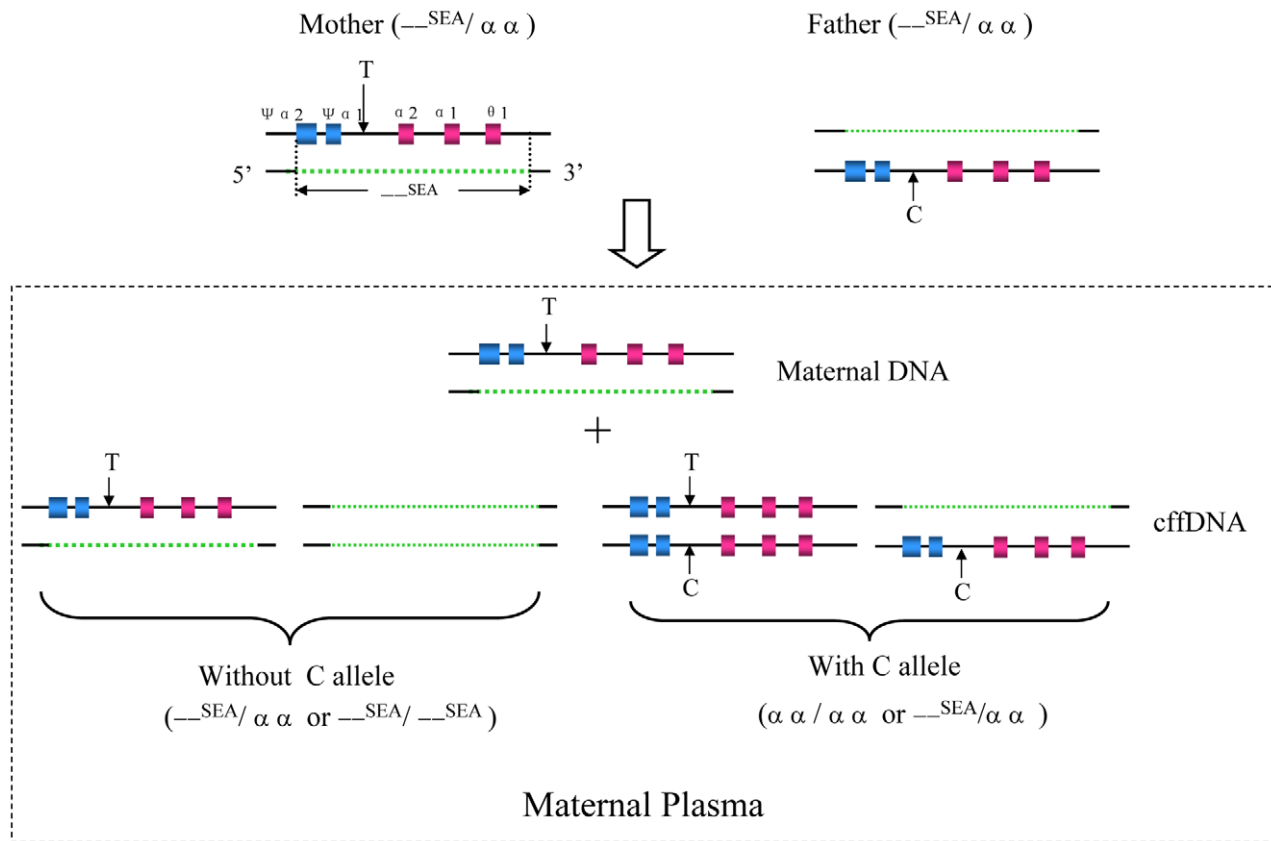 Mother (––SEA/ α α )
Father (––SEA/ α α )
T
Ψ α 2 Ψ α 1 α 2 α 1 θ 1
5’ 3’
––SEA
C
T
Maternal DNA
+
T
T
cffDNA
C
C
Without C allele
With C allele
(––SEA/ α α or ––SEA/ ––SEA)
(α α / α α or ––SEA/α α )
Maternal Plasma